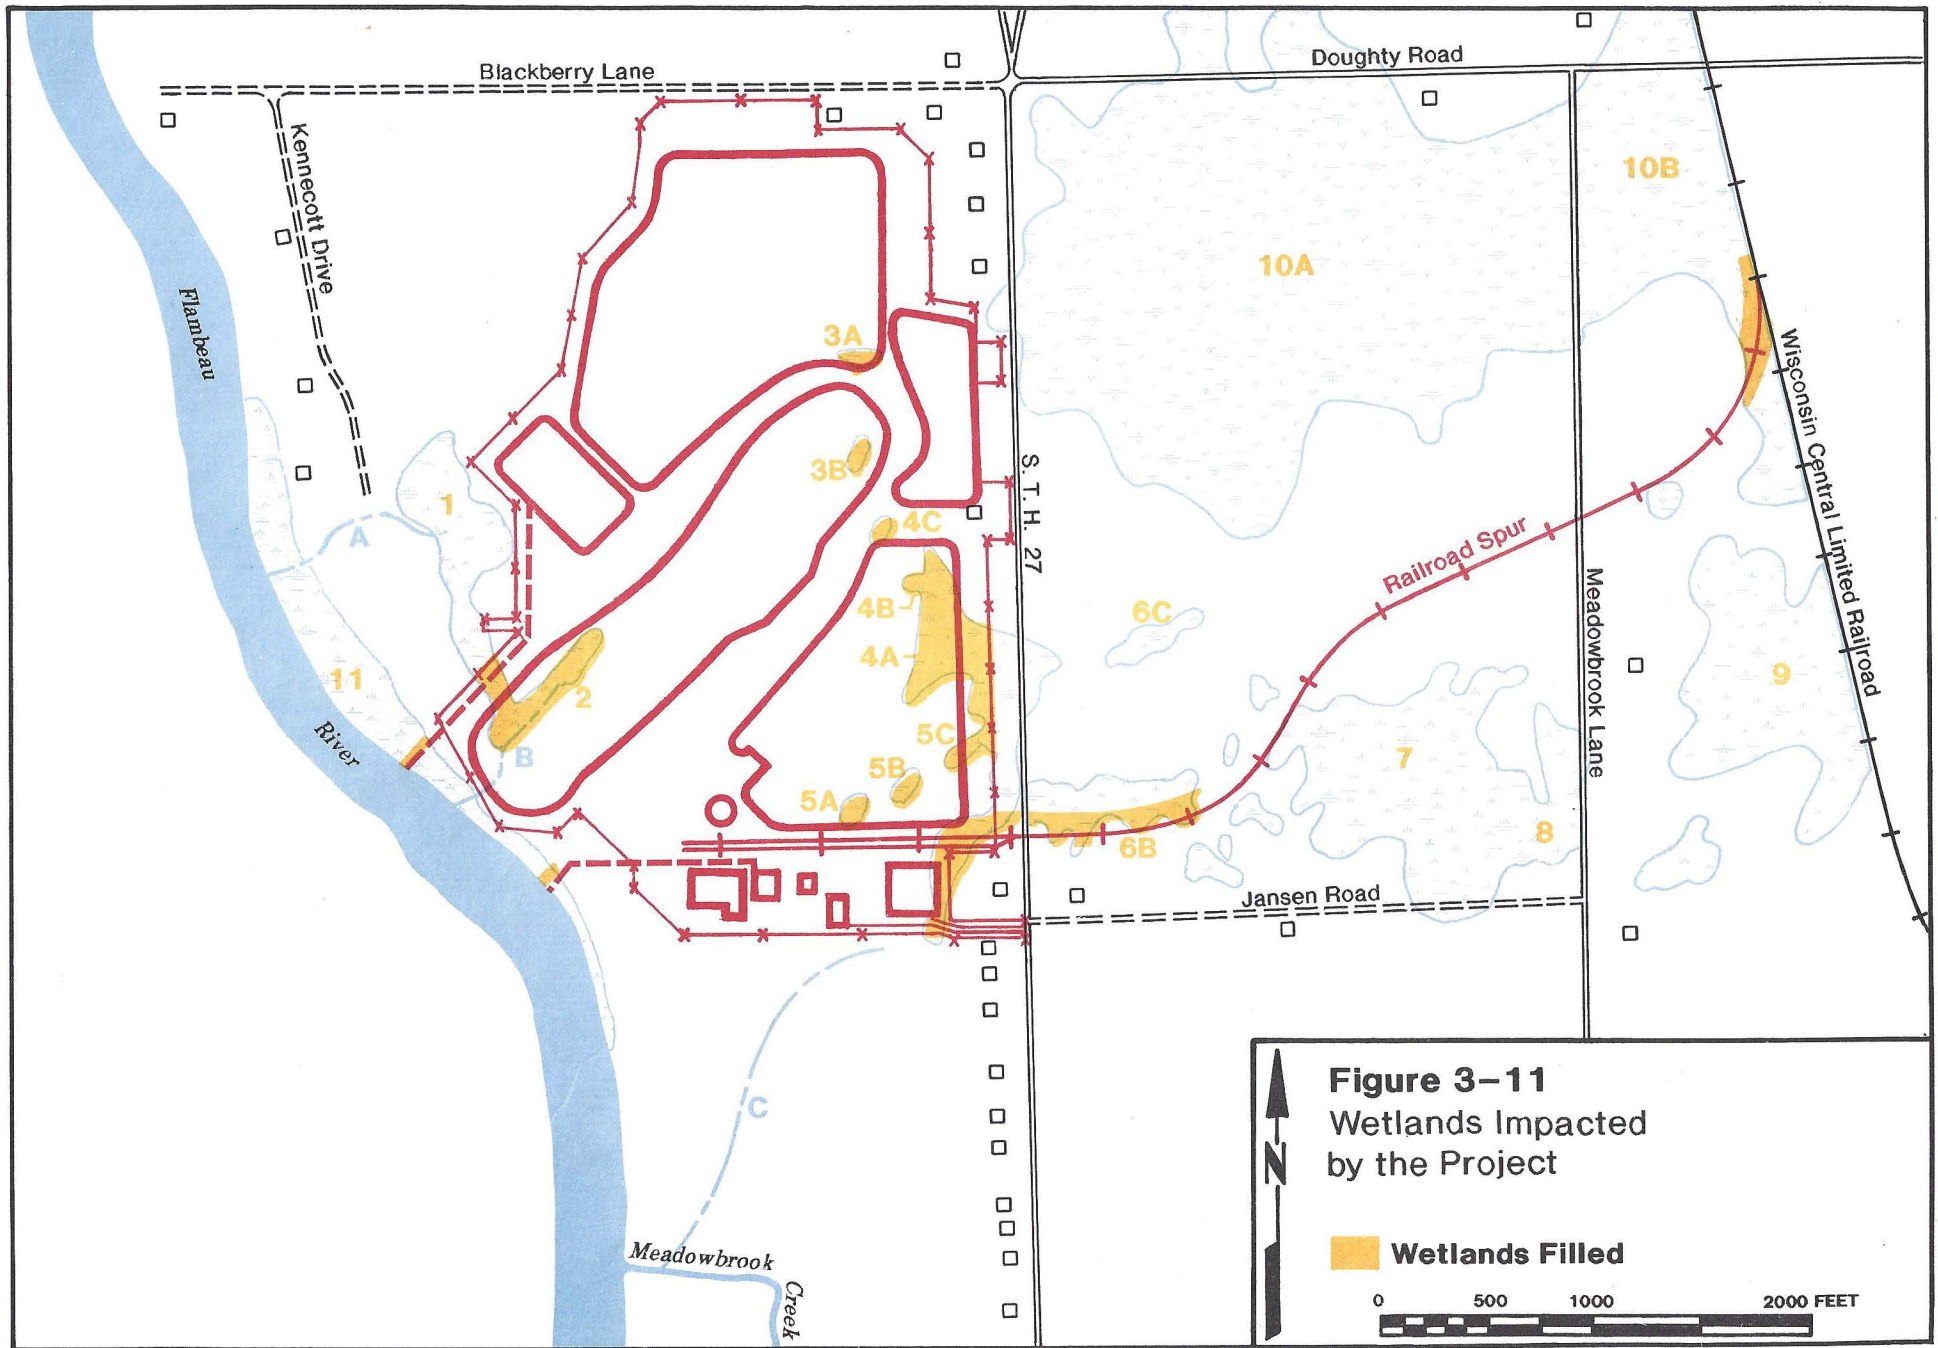 Blackberry Lane
Doughty Road
Kennecott Drive
10B
10A
Flambeau
River
3A
3B
4C
1
A
S.T.H. 27
Railroad Spur
Wisconsin Central Limited Railroad
Meadowbrook Lane
4B
4A
6C
11
2
B
5C
5B
5A
9
7
8
6B
Jansen Road
C
Meadowbrook
Creek
N
Figure 3-11
Wetlands Impacted
by the Project
Wetlands Filled
0 500 1000 2000 FEET